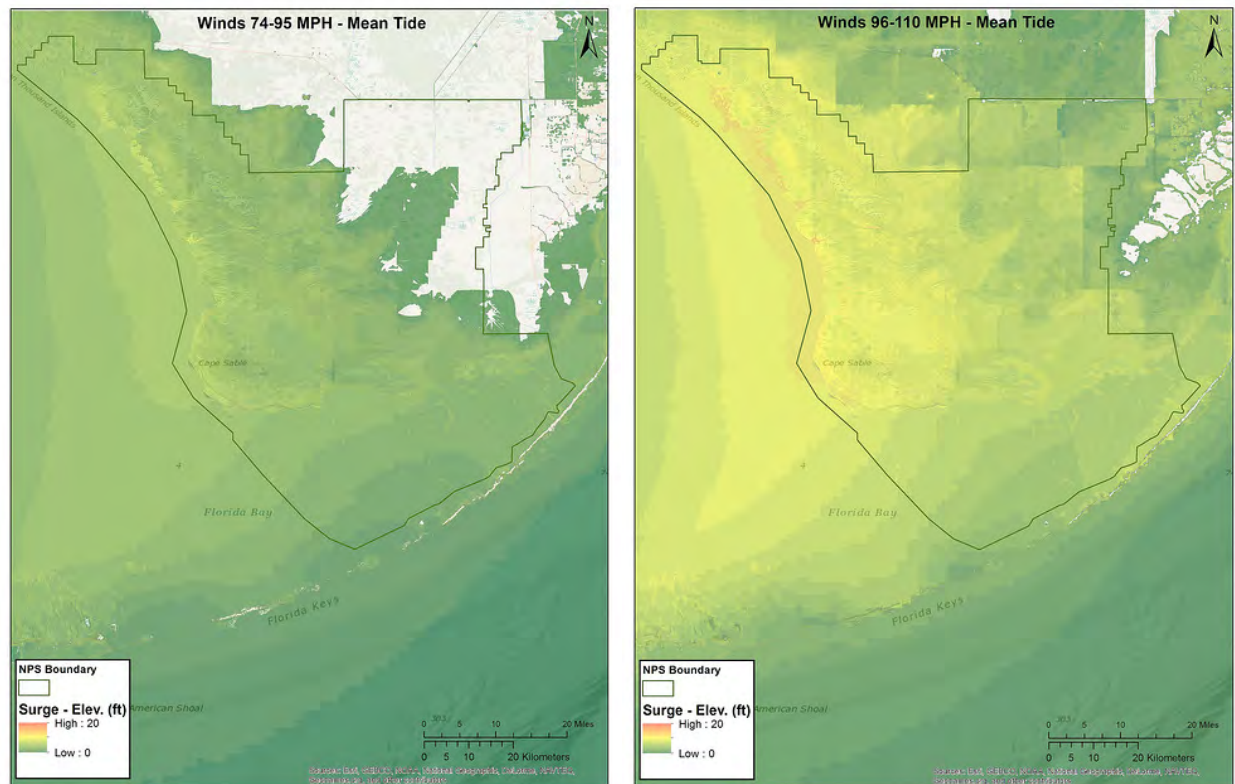 Winds 74-95 MPH - Mean Tide
N
Thousand Islands
Cape Sable
4
Florida Bay
Florida Keys
American Shoal
NPS Boundary
Surge - Elev. (ft)
High : 20
Low : 0
0 5 10 20 Miles
0 5 10 20 Kilometers
Winds 96-110 MPH - Mean Tide
N
Thousand Islands
Cape Sable
4
Florida Bay
Florida Keys
American Shoal
NPS Boundary
Surge - Elev. (ft)
High : 20
Low : 0
0 5 10 20 Miles
0 5 10 20 Kilometers